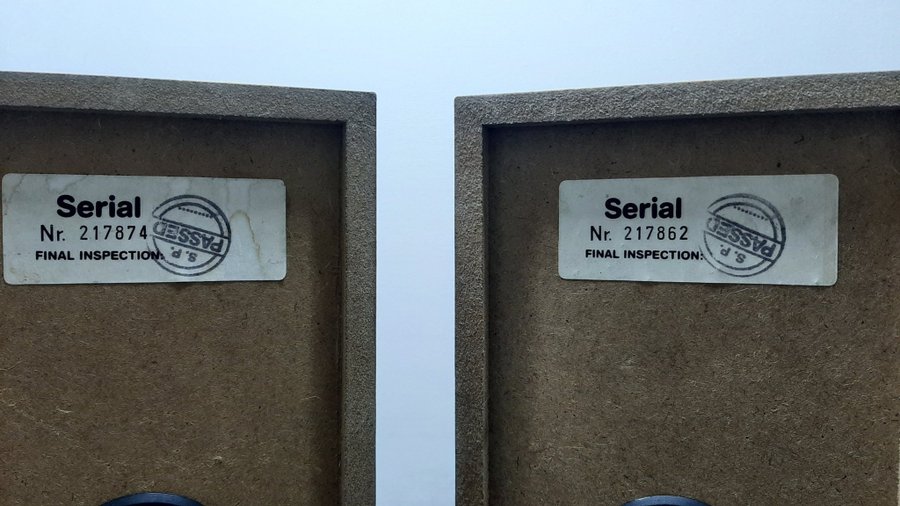 Serial
Nr. 217874
FINAL INSPECTION:
S.P.
PASSED
Serial
Nr. 217862
FINAL INSPECTION:
S.P.
PASSED